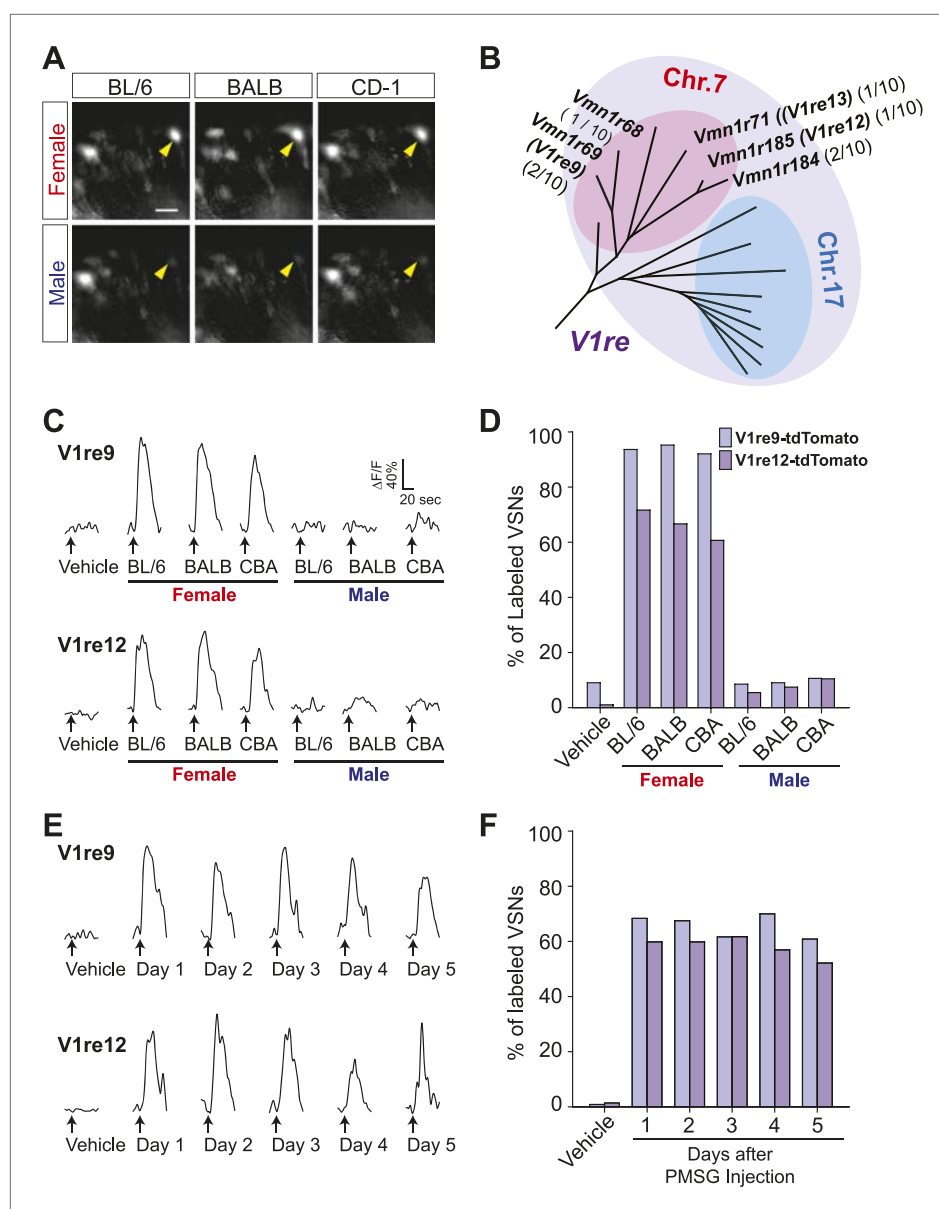 A
BL/6 BALB CD-1
Female
Male
B
Chr.7
Vmn1r68
(1/10)
Vmn1r69
(V1re9)
(2/10)
Vmn1r71 ((V1re13) (1/10)
Vmn1r185 (V1re12) (1/10)
Vmn1r184 (2/10)
Chr.17
V1re
C
V1re9
ΔF/F
40%
20 sec
Vehicle BL/6 BALB CBA BL/6 BALB CBA
Female Male
V1re12
Vehicle BL/6 BALB CBA BL/6 BALB CBA
Female Male
D
% of Labeled VSNs
100
80
60
40
20
0
V1re9-tdTomato
V1re12-tdTomato
Vehicle BL/6 BALB CBA BL/6 BALB CBA
Female Male
E
V1re9
Vehicle Day 1 Day 2 Day 3 Day 4 Day 5
V1re12
Vehicle Day 1 Day 2 Day 3 Day 4 Day 5
F
% of labeled VSNs
100
80
60
40
20
0
Vehicle 1 2 3 4 5
Days after
PMSG Injection